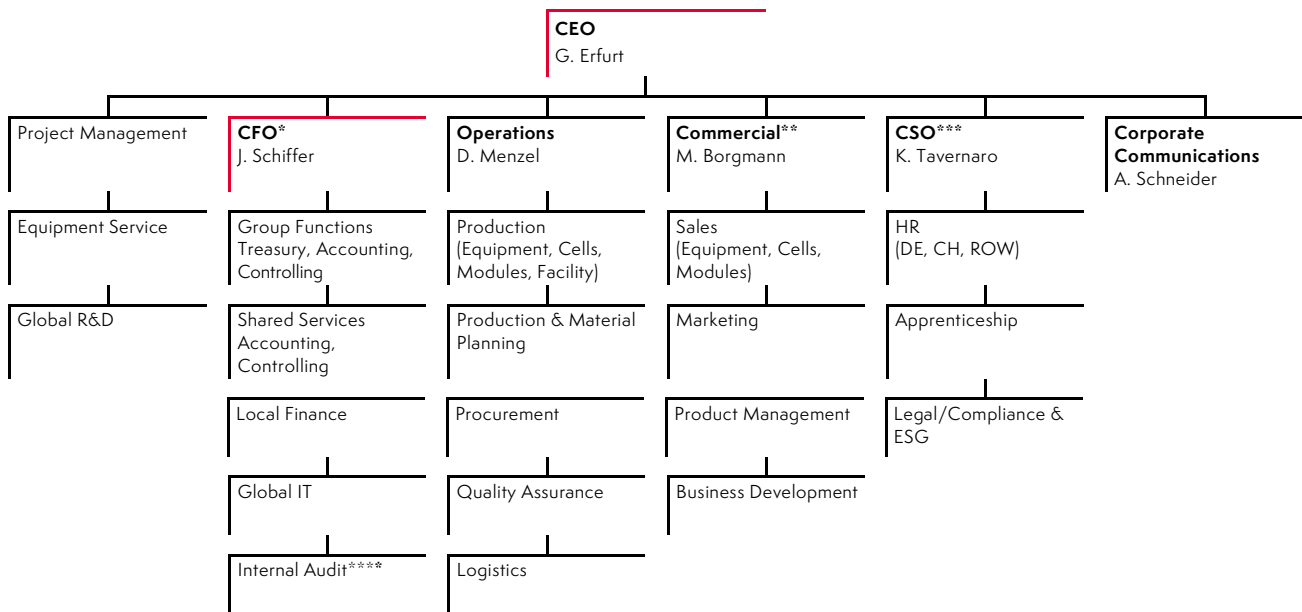 CEO
G. Erfurt
Project Management
CFO*
J. Schiffer
Operations
D. Menzel
Commercial**
M. Borgmann
CSO***
K. Tavernaro
Corporate
Communications
A. Schneider
Equipment Service
Group Functions
Treasury, Accounting,
Controlling
Production
(Equipment, Cells,
Modules, Facility)
Sales
(Equipment, Cells,
Modules)
HR
(DE, CH, ROW)
Global R&D
Shared Services
Accounting,
Controlling
Production & Material
Planning
Marketing
Apprenticeship
Local Finance
Procurement
Product Management
Legal/Compliance &
ESG
Global IT
Quality Assurance
Business Development
Internal Audit****
Logistics